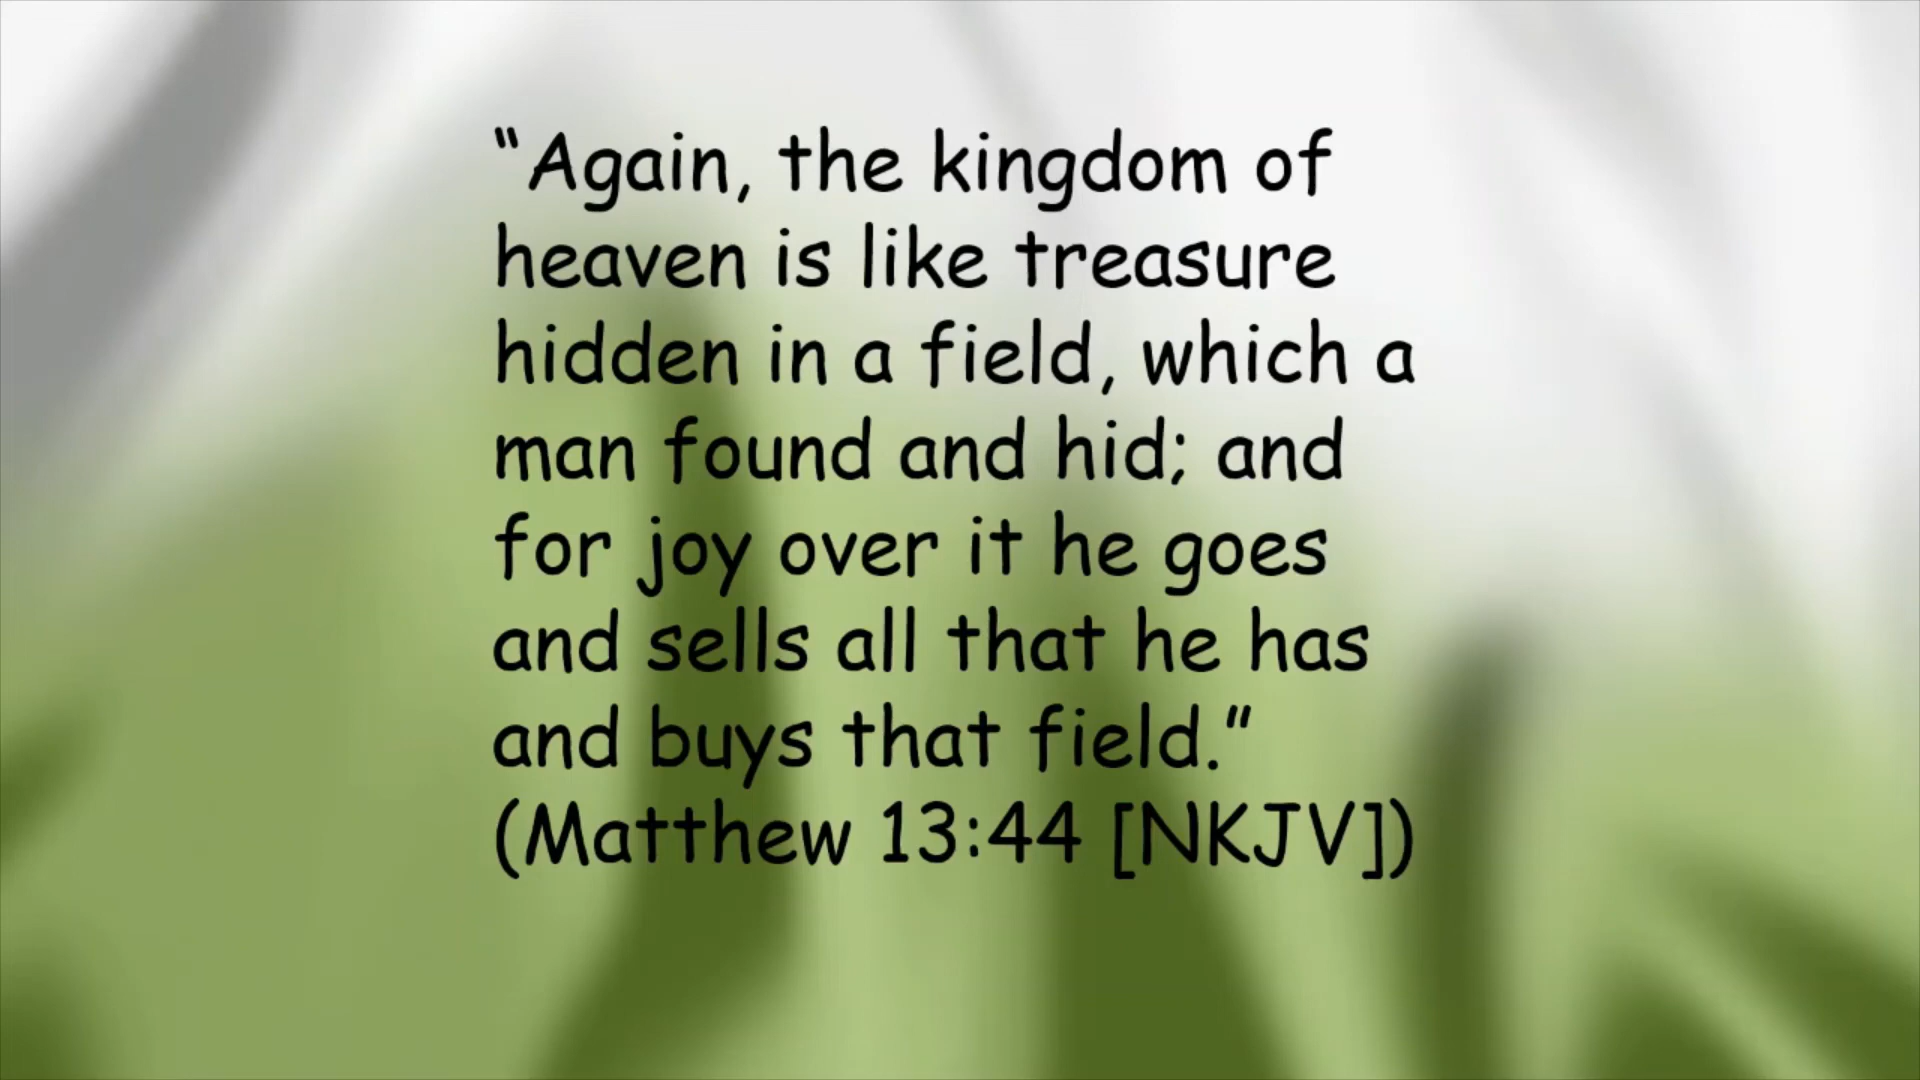 “Again, the kingdom of
heaven is like treasure
hidden in a field, which a
man found and hid; and
for joy over it he goes
and sells all that he has
and buys that field.”
(Matthew 13:44 [NKJV])